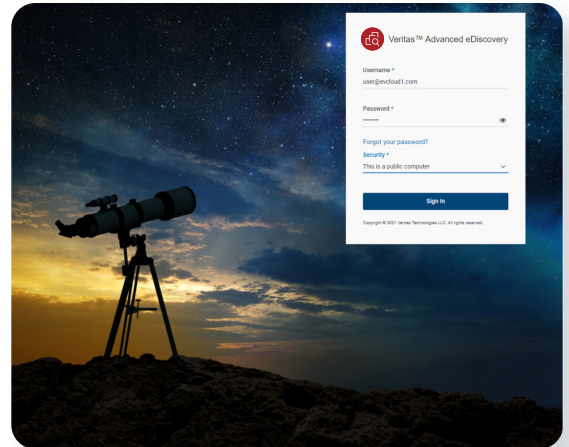 Veritas™ Advanced eDiscovery
Username *
user@evcloud1.com
Password *
Forgot your password?
Security *
This is a public computer
Sign In
Copyright © 2021 Veritas Technologies LLC. All rights reserved.